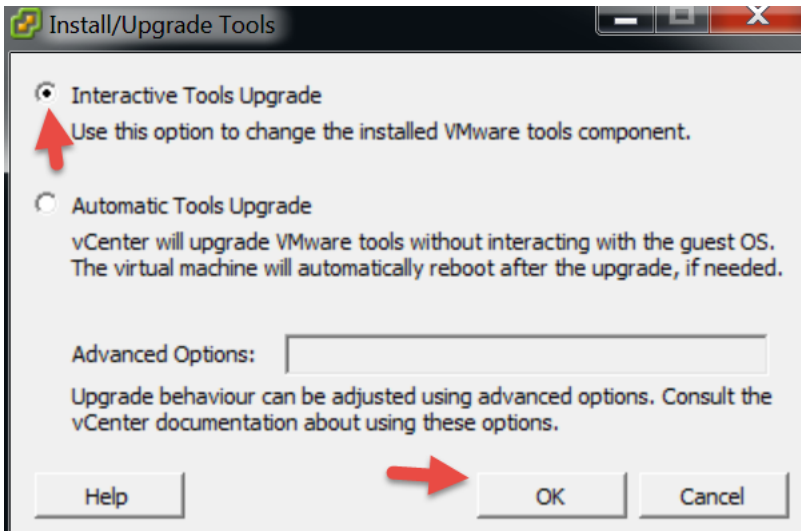 Install/Upgrade Tools
Interactive Tools Upgrade
Use this option to change the installed VMware tools component.
Automatic Tools Upgrade
vCenter will upgrade VMware tools without interacting with the guest OS.
The virtual machine will automatically reboot after the upgrade, if needed.
Advanced Options:
Upgrade behaviour can be adjusted using advanced options. Consult the
vCenter documentation about using these options.
Help OK Cancel